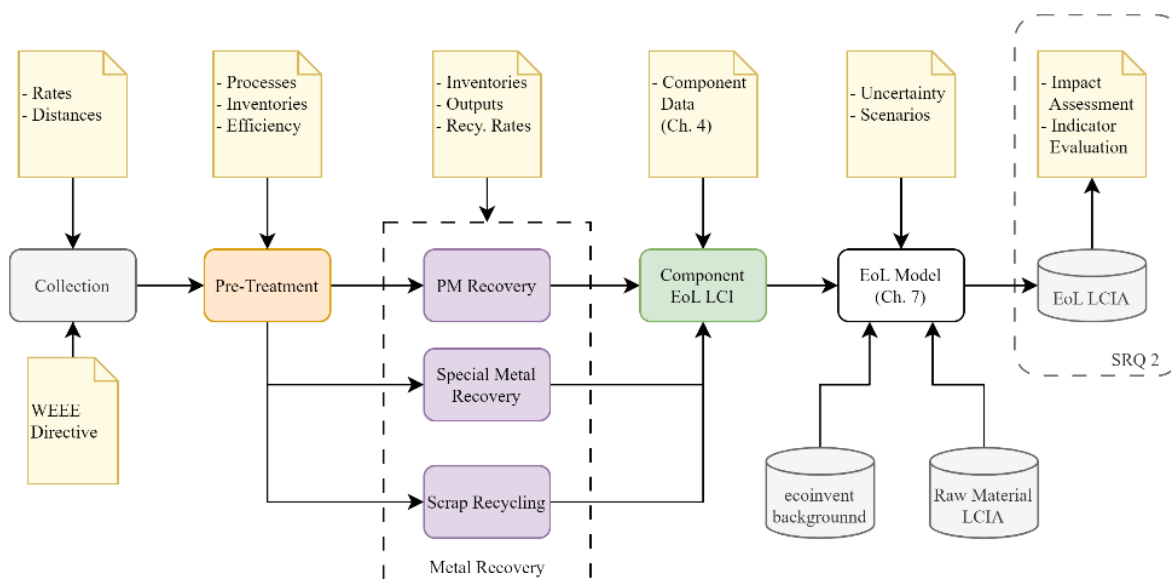 - Rates
- Distances
- Processes
- Inventories
- Efficiency
- Inventories
- Outputs
- Recy. Rates
- Component
Data
(Ch. 4)
- Uncertainty
- Scenarios
- Impact
Assessment
- Indicator
Evaluation
Collection
Pre-Treatment
PM Recovery
Component
EoL LCI
EoL Model
(Ch. 7)
EoL LCIA
SRQ 2
WEEE
Directive
Special Metal
Recovery
Scrap Recycling
Metal Recovery
ecoinvent
backgrounnd
Raw Material
LCIA